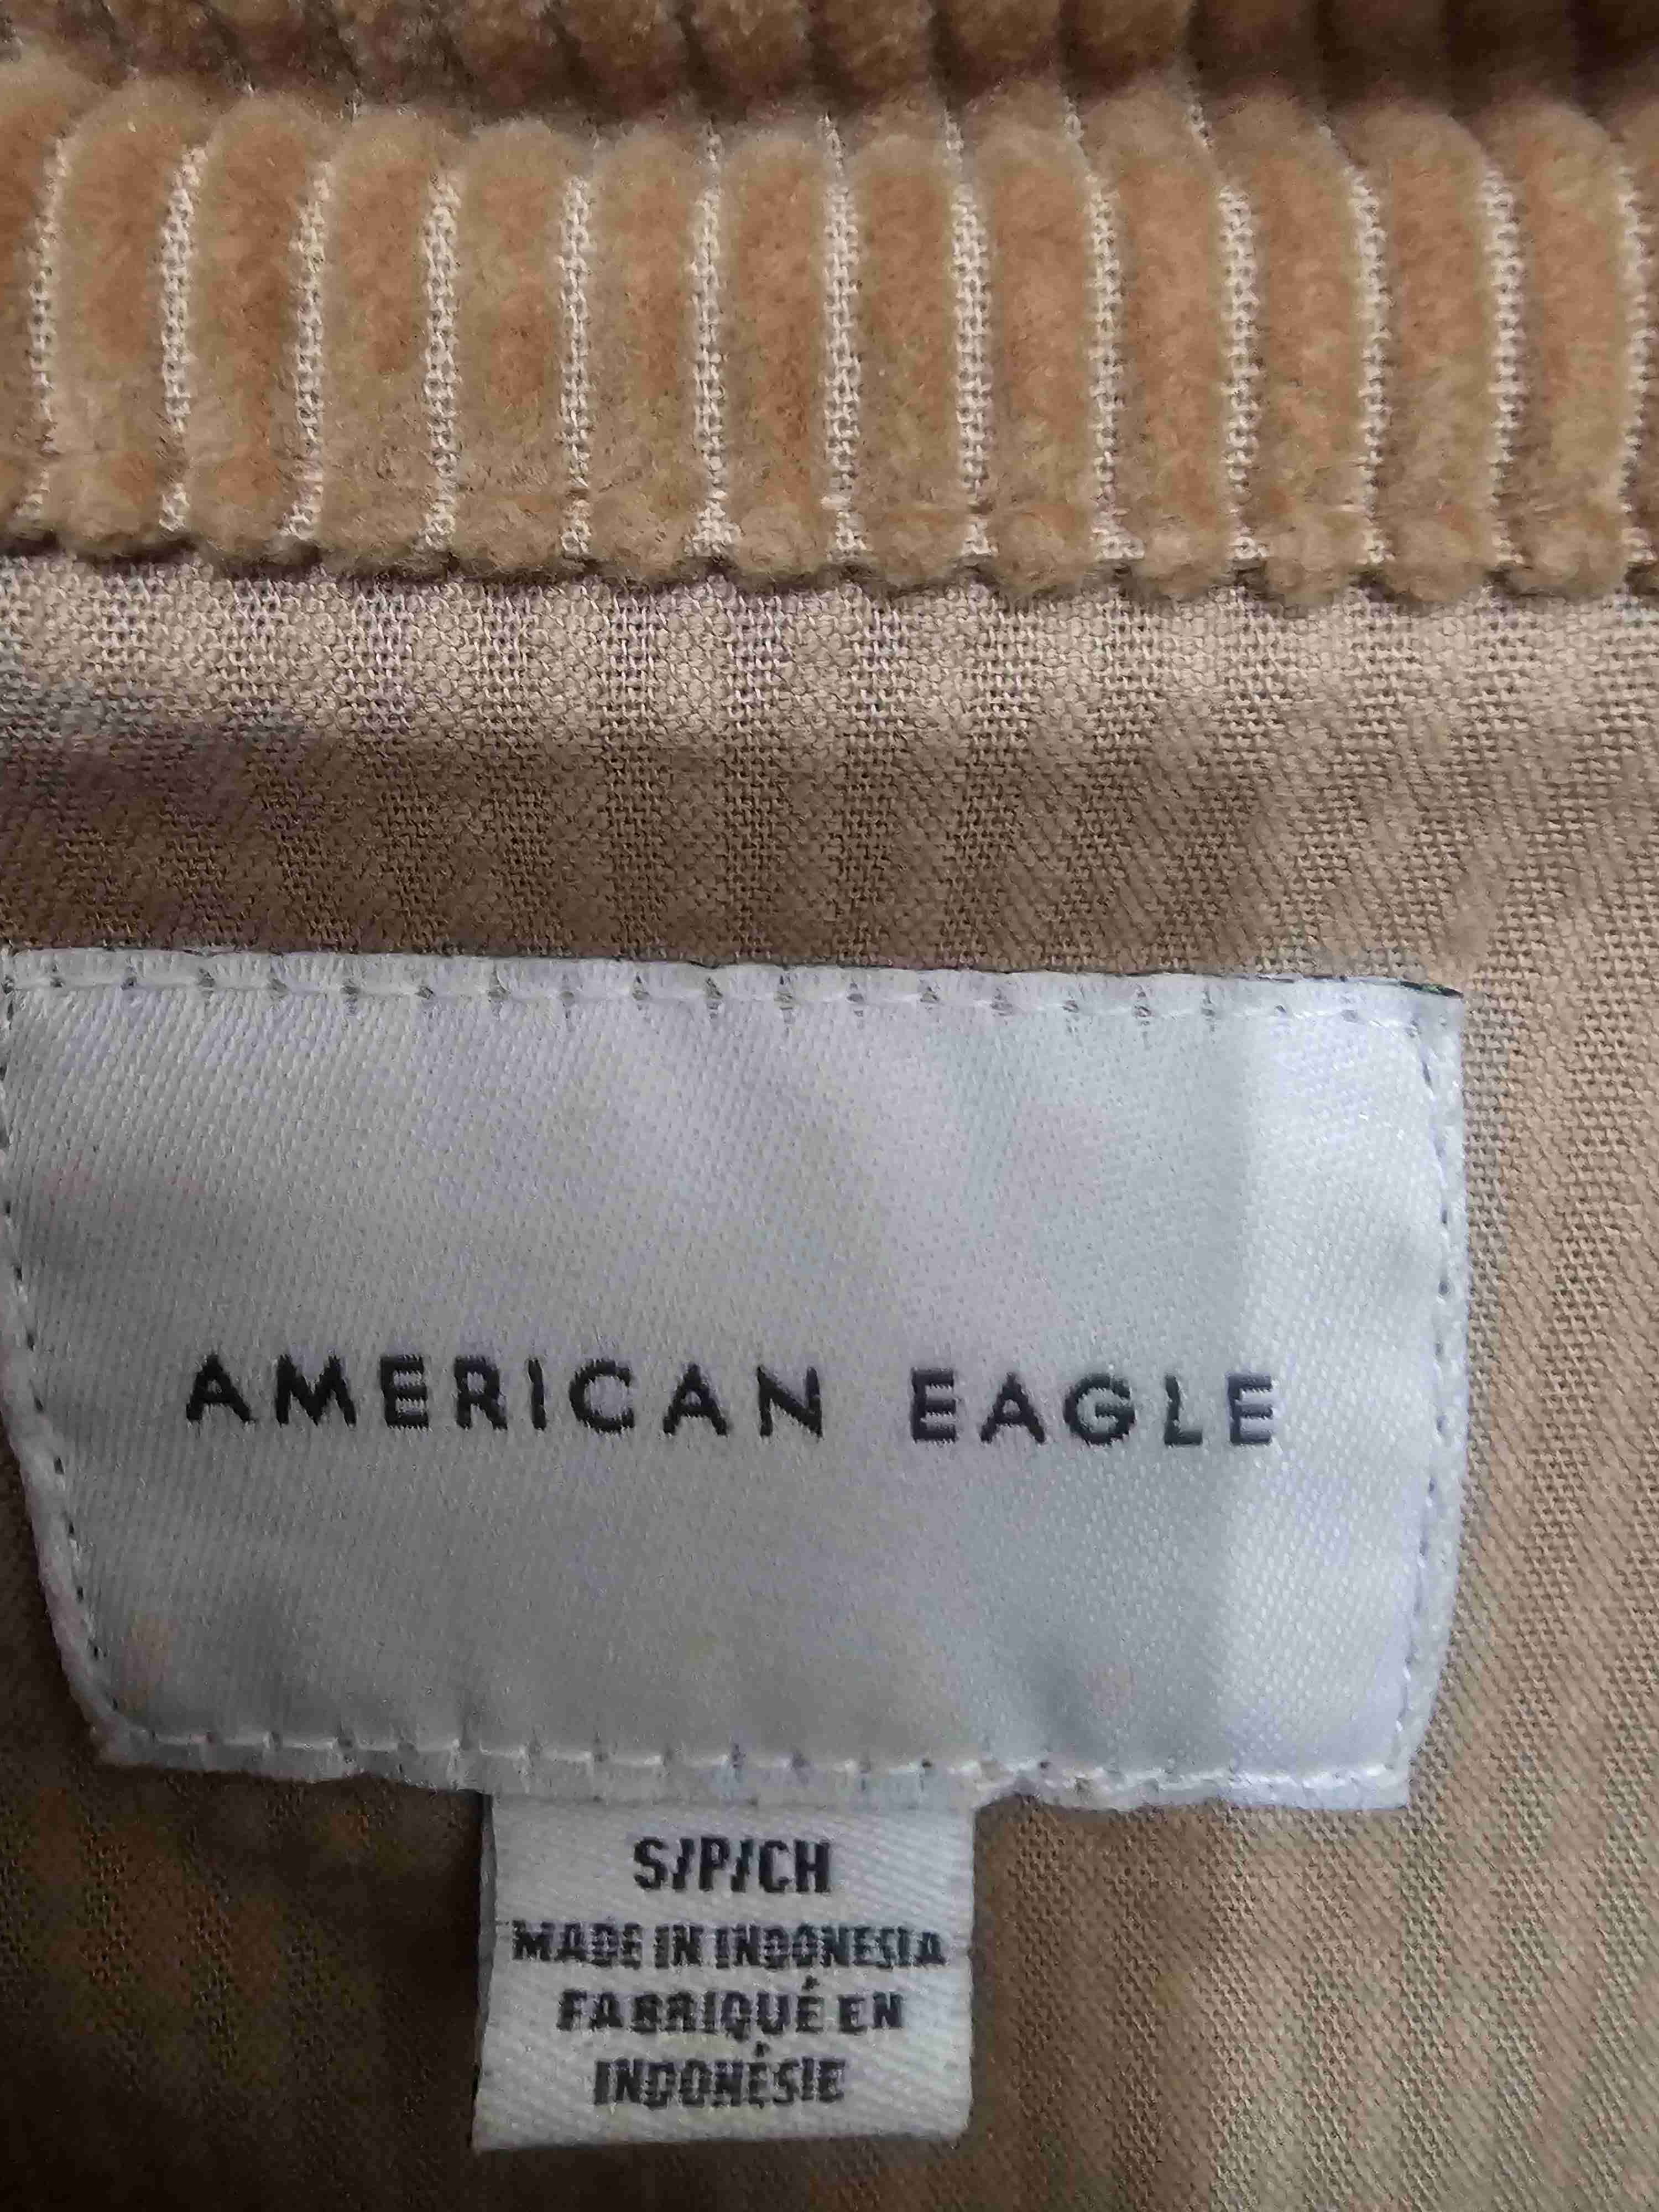 AMERICAN EAGLE
S/P/CH
MADE IN INDONESIA
FABRIQUÉ EN
INDONÉSIE